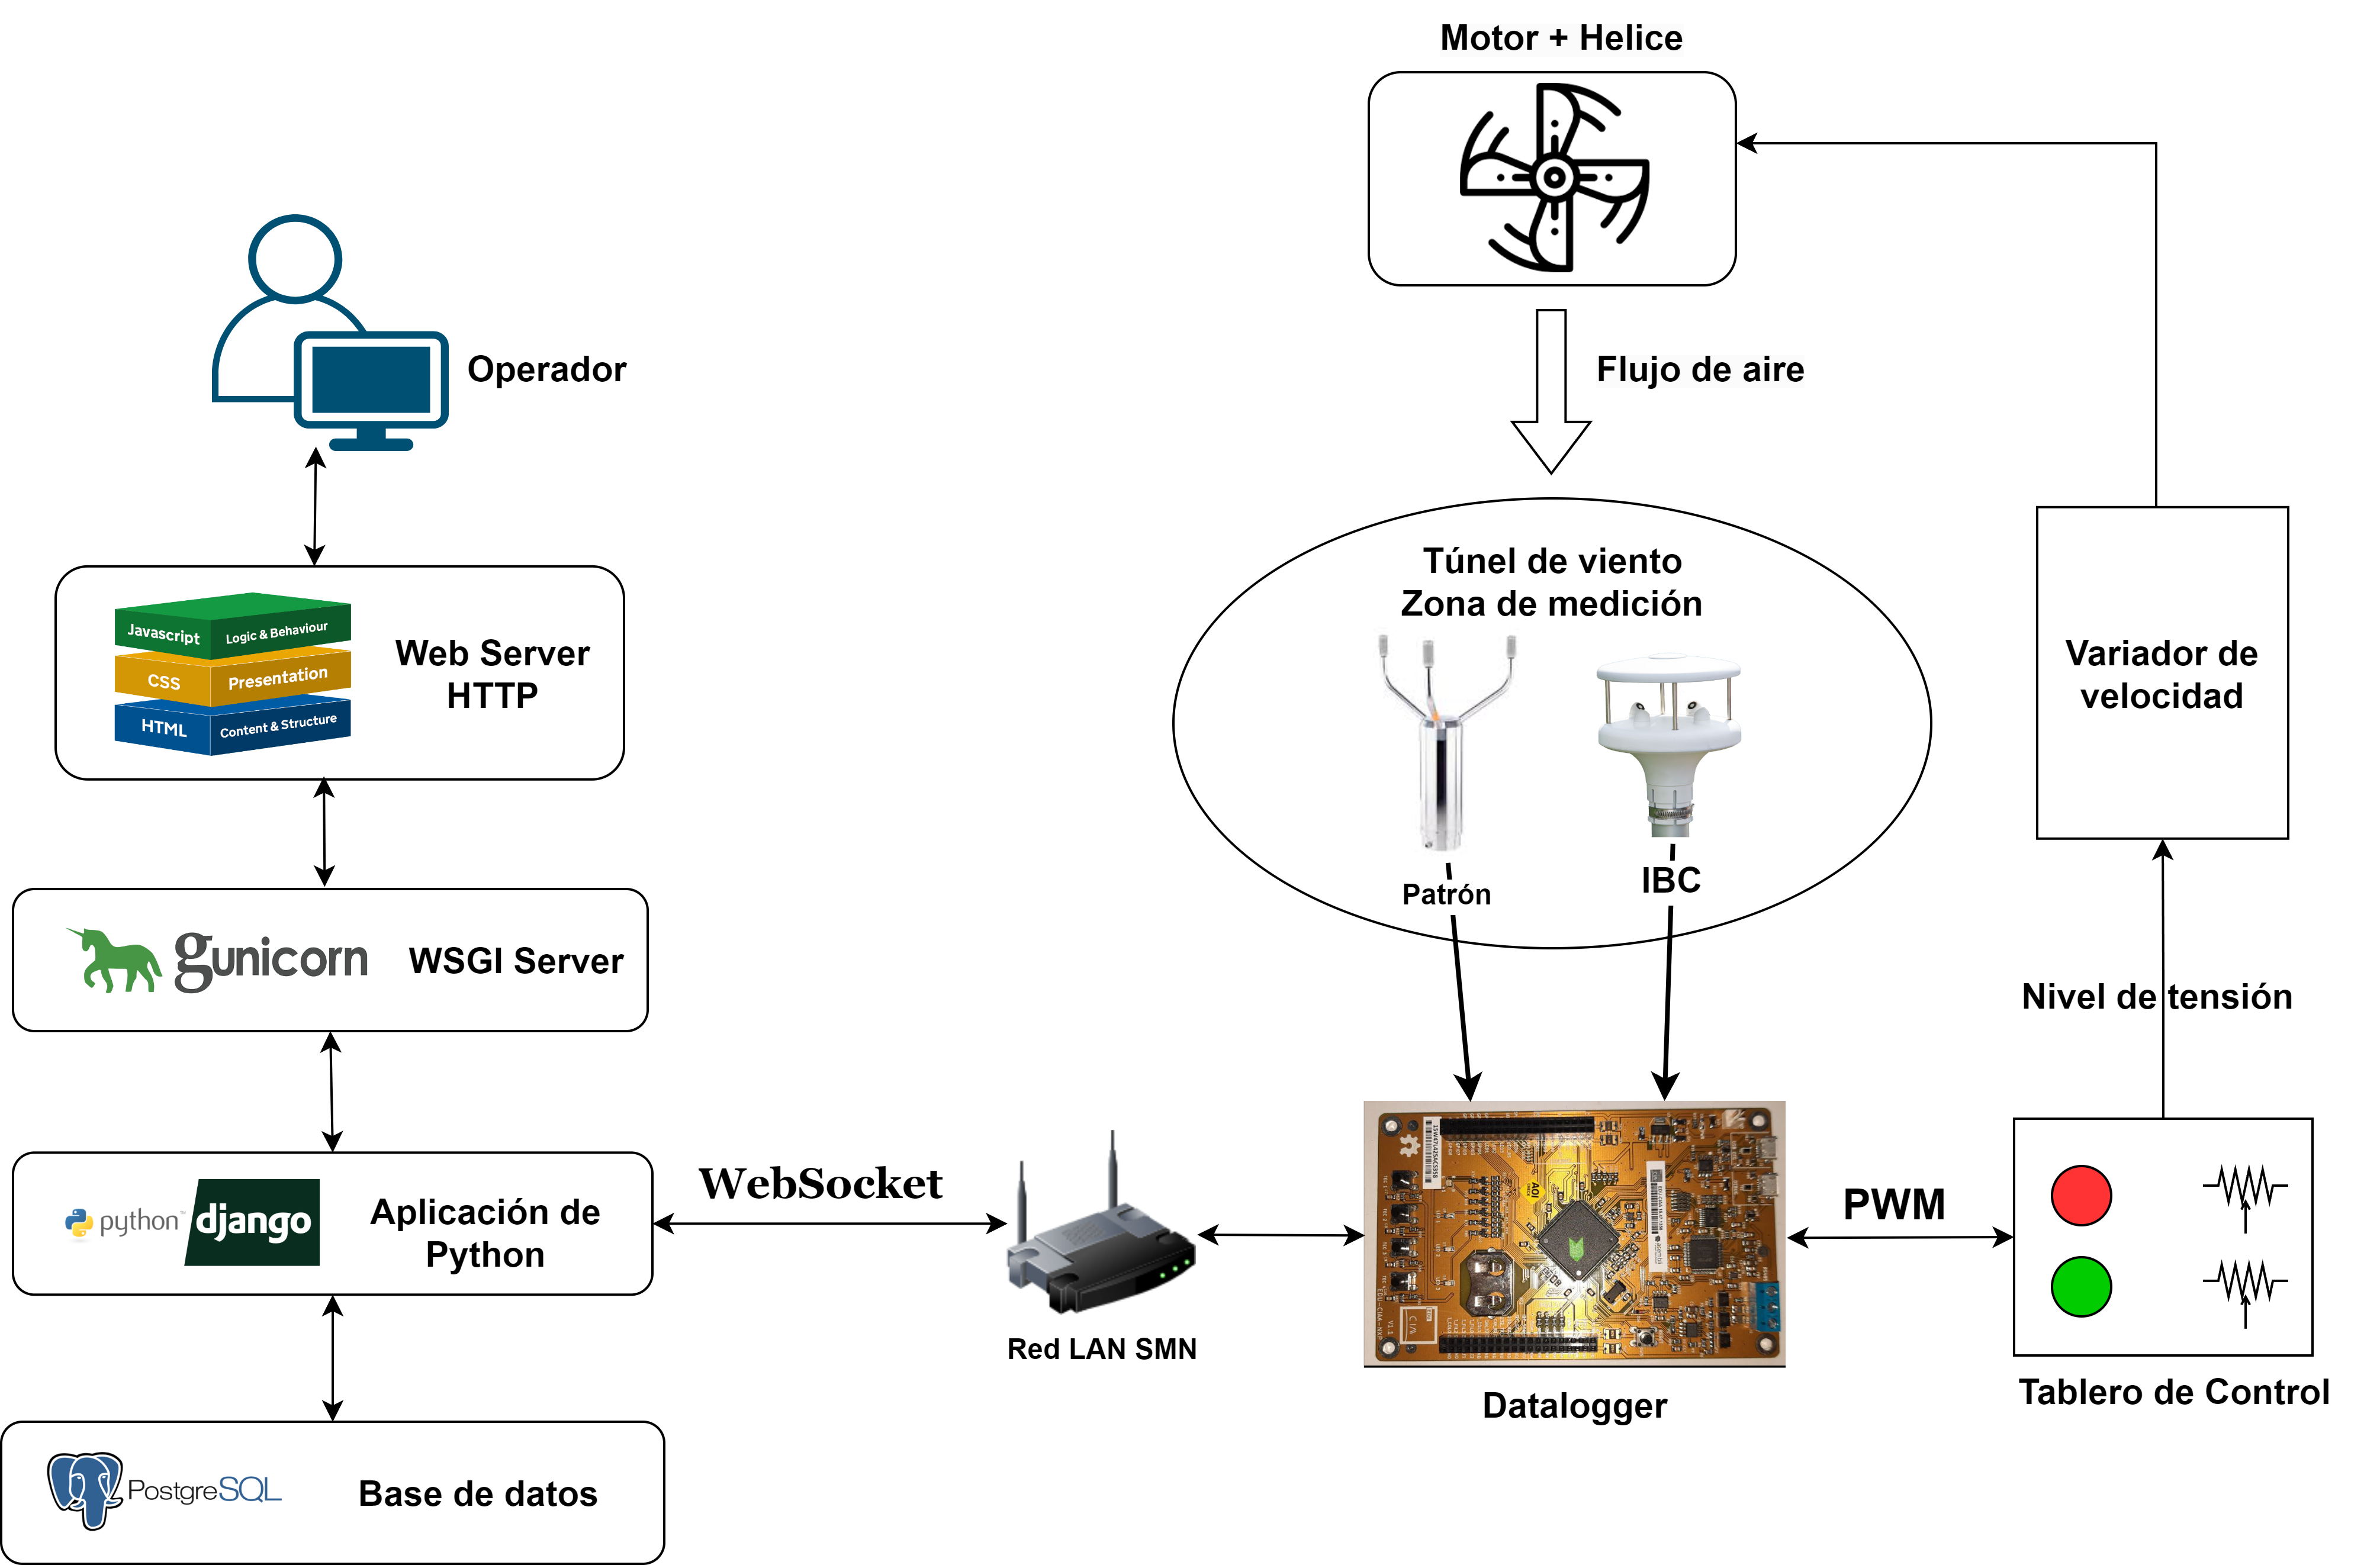 Motor + Helice
Operador
Flujo de aire
Túnel de viento
Zona de medición
Javascript
Logic & Behaviour
CSS
Presentation
HTML
Content & Structure
Web Server
HTTP
Variador de
velocidad
Patrón
IBC
gunicorn
WSGI Server
Nivel de tensión
python
django
Aplicación de
Python
WebSocket
Red LAN SMN
Datalogger
PWM
Tablero de Control
PostgreSQL
Base de datos